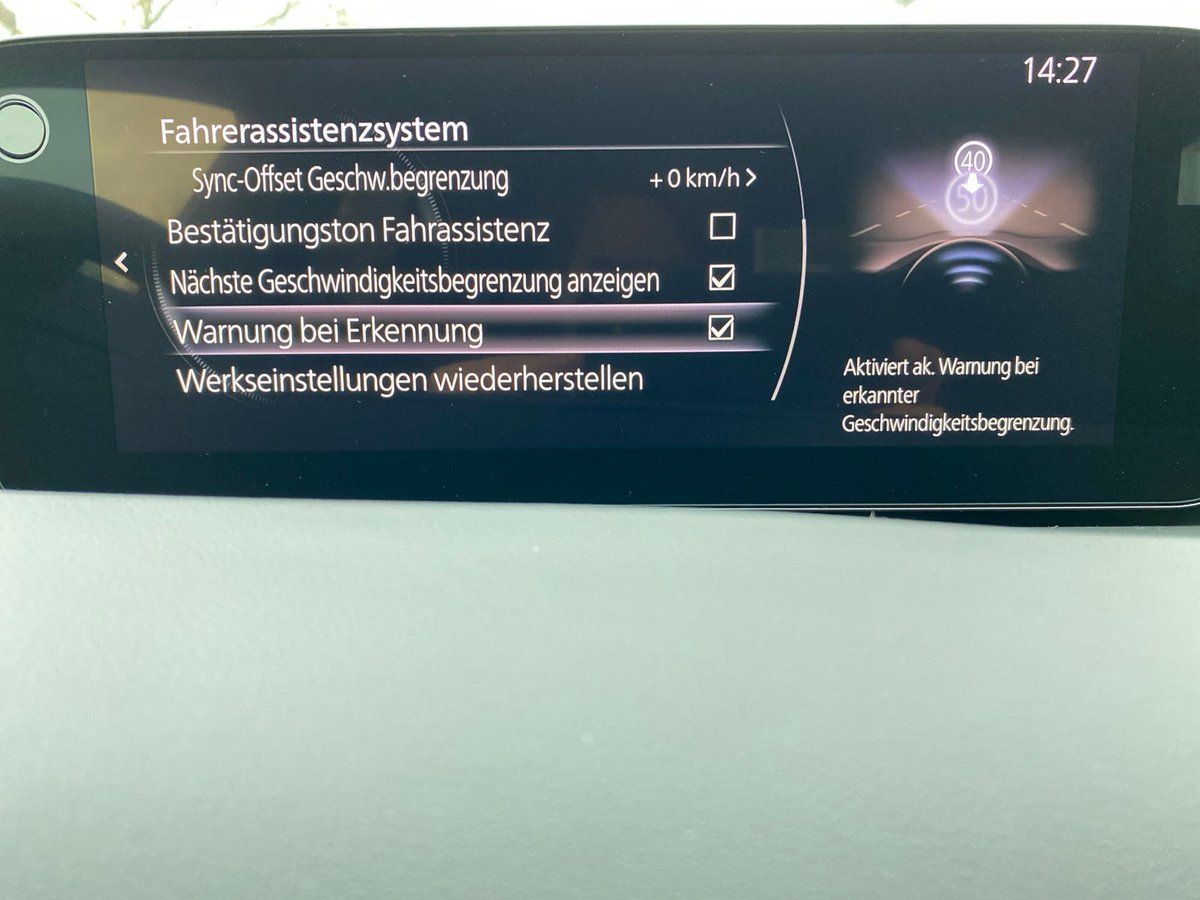 14:27
Fahrerassistenzsystem
Sync-Offset Geschw.begrenzung +0 km/h
Bestätigungston Fahrassistenz
Nächste Geschwindigkeitsbegrenzung anzeigen
Warnung bei Erkennung
Werkseinstellungen wiederherstellen
40
50
Aktiviert ak. Warnung bei
erkannter
Geschwindigkeitsbegrenzung.